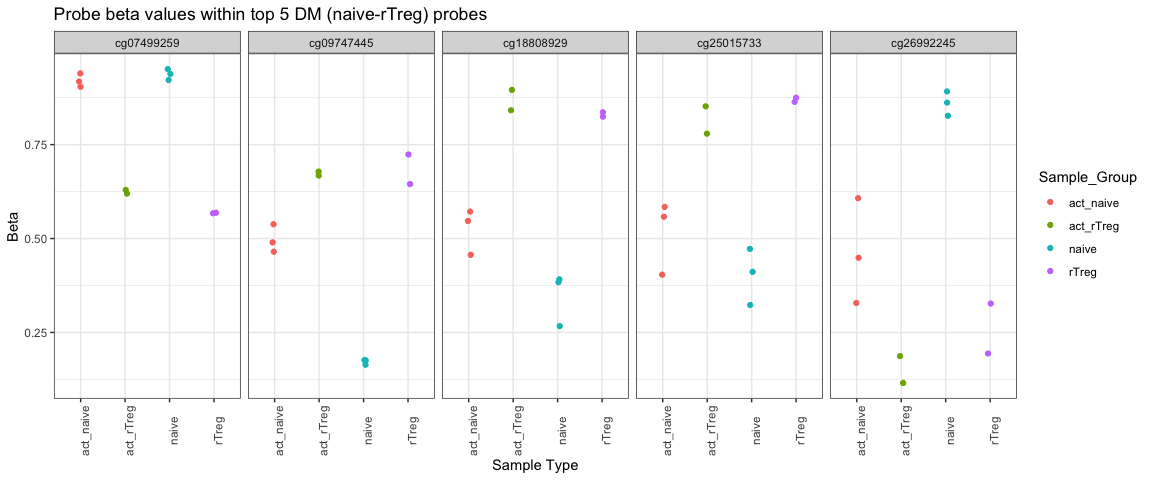 Probe beta values within top 5 DM (naive-rTreg) probes
cg07499259 cg09747445 cg18808929 cg25015733 cg26992245
Beta
0.75
0.50
0.25
act_naive act_rTreg naive rTreg act_naive act_rTreg naive rTreg act_naive act_rTreg naive rTreg act_naive act_rTreg naive rTreg act_naive act_rTreg naive rTreg
Sample Type
Sample_Group
act_naive
act_rTreg
naive
rTreg